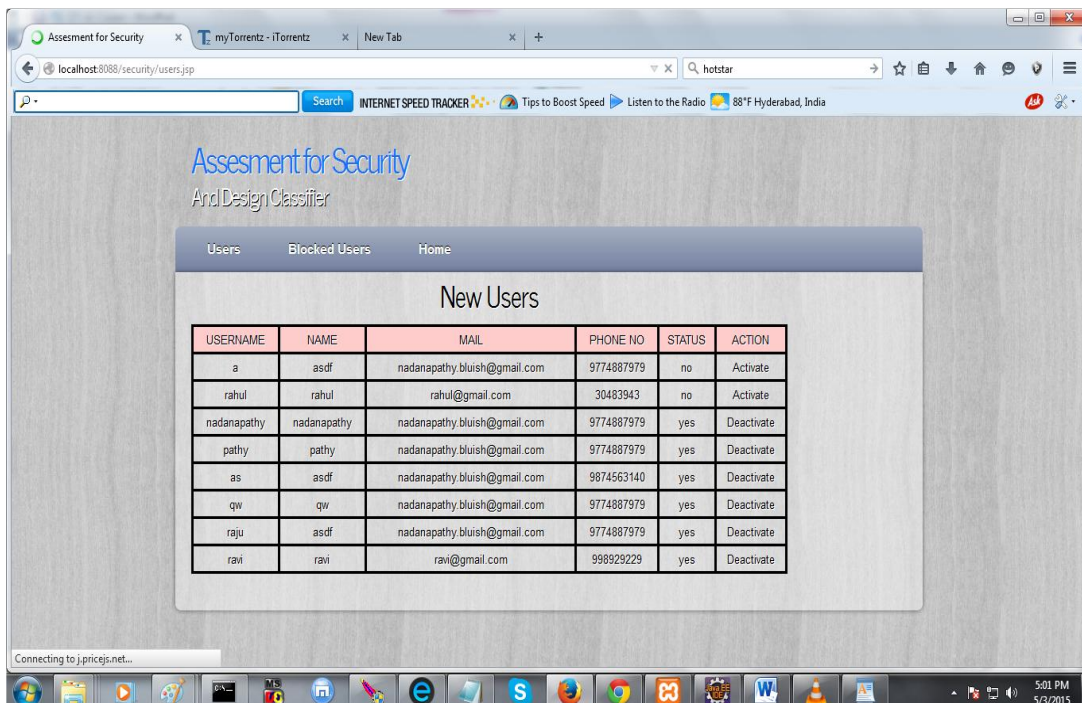 Assesment for Security
myTorrentz - iTorrentz
New Tab
localhost:8088/security/users.jsp
hotstar
Search
INTERNET SPEED TRACKER
Tips to Boost Speed
Listen to the Radio
88°F Hyderabad, India
Ask
Assesment for Security
And Design Classifier
Users Blocked Users Home
New Users
USERNAME NAME MAIL PHONE NO STATUS ACTION
a asdf nadanapathy.bluish@gmail.com 9774887979 no Activate
rahul rahul rahul@gmail.com 30483943 no Activate
nadanapathy nadanapathy nadanapathy.bluish@gmail.com 9774887979 yes Deactivate
pathy pathy nadanapathy.bluish@gmail.com 9774887979 yes Deactivate
as asdf nadanapathy.bluish@gmail.com 9874563140 yes Deactivate
qw qw nadanapathy.bluish@gmail.com 9774887979 yes Deactivate
raju asdf nadanapathy.bluish@gmail.com 9774887979 yes Deactivate
ravi ravi ravi@gmail.com 998929229 yes Deactivate
Connecting to j.pricejs.net...
5:01 PM
5/3/2015